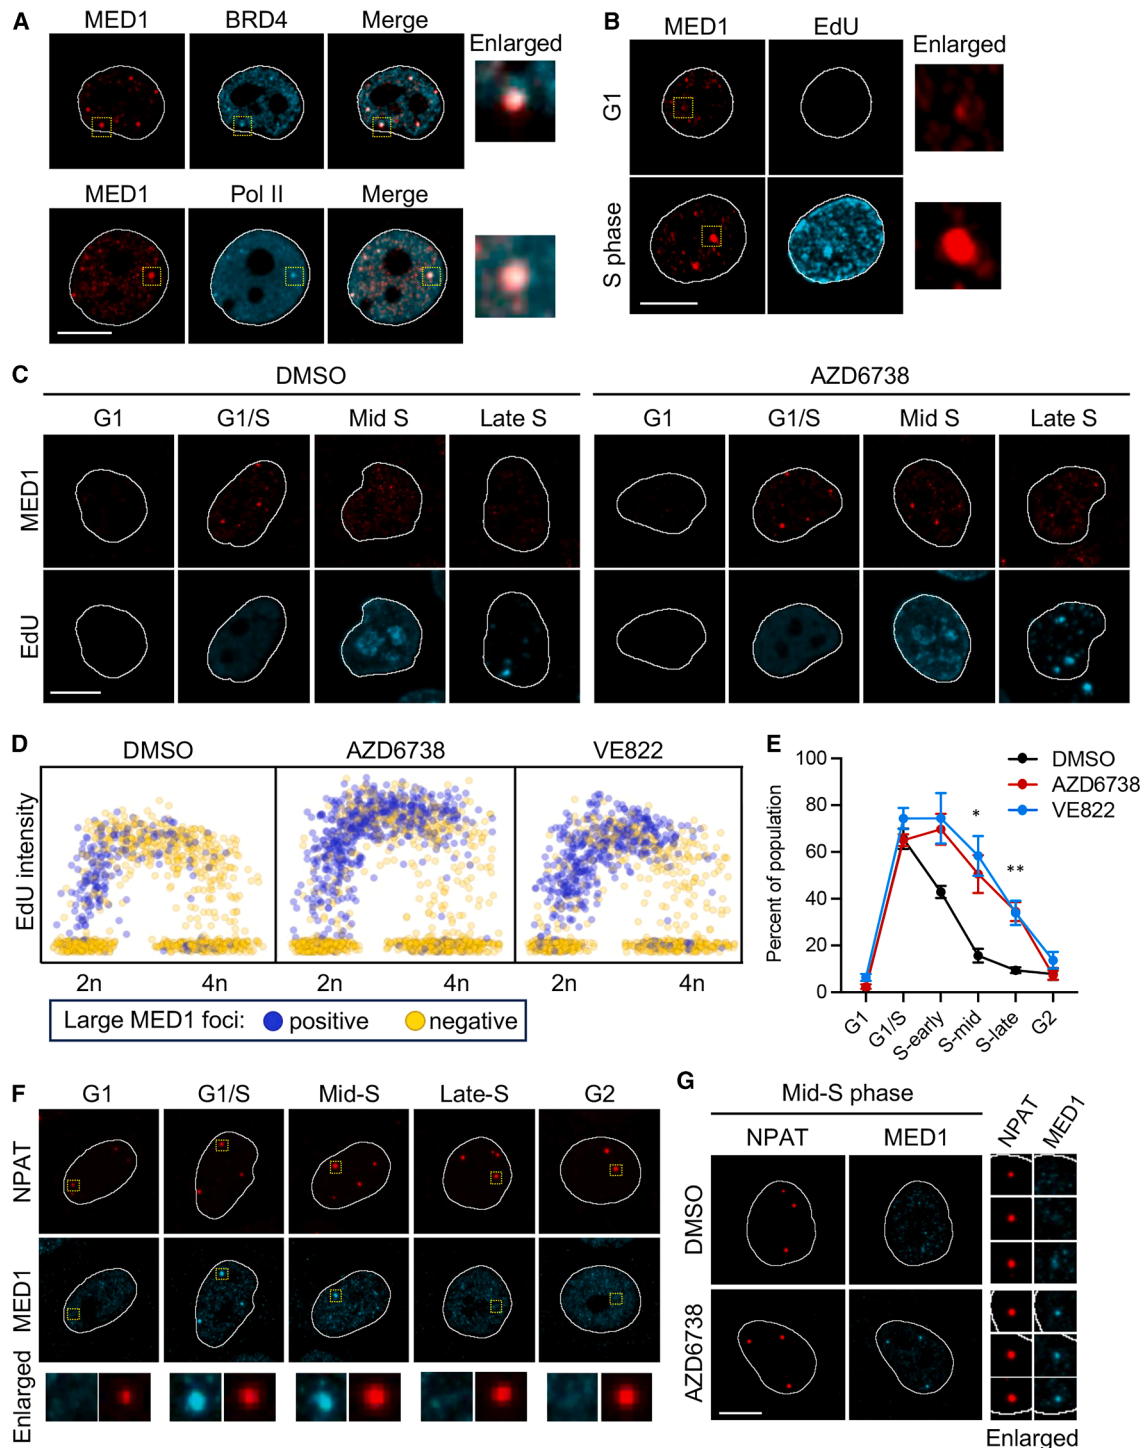 A
MED1 BRD4 Merge Enlarged
MED1 Pol II Merge
B
MED1 EdU Enlarged
G1
S phase
C
DMSO AZD6738
G1 G1/S Mid S Late S G1 G1/S Mid S Late S
MED1
EdU
D
DMSO AZD6738 VE822
EdU intensity
2n 4n 2n 4n 2n 4n
Large MED1 foci: positive negative
E
Percent of population
100
80
60
40
20
0
DMSO
AZD6738
VE822
*
**
G1 G1/S S-early S-mid S-late G2
F
G1 G1/S Mid-S Late-S G2
NPAT
MED1
Enlarged
G
Mid-S phase
NPAT MED1 NPAT MED1
DMSO
AZD6738
Enlarged